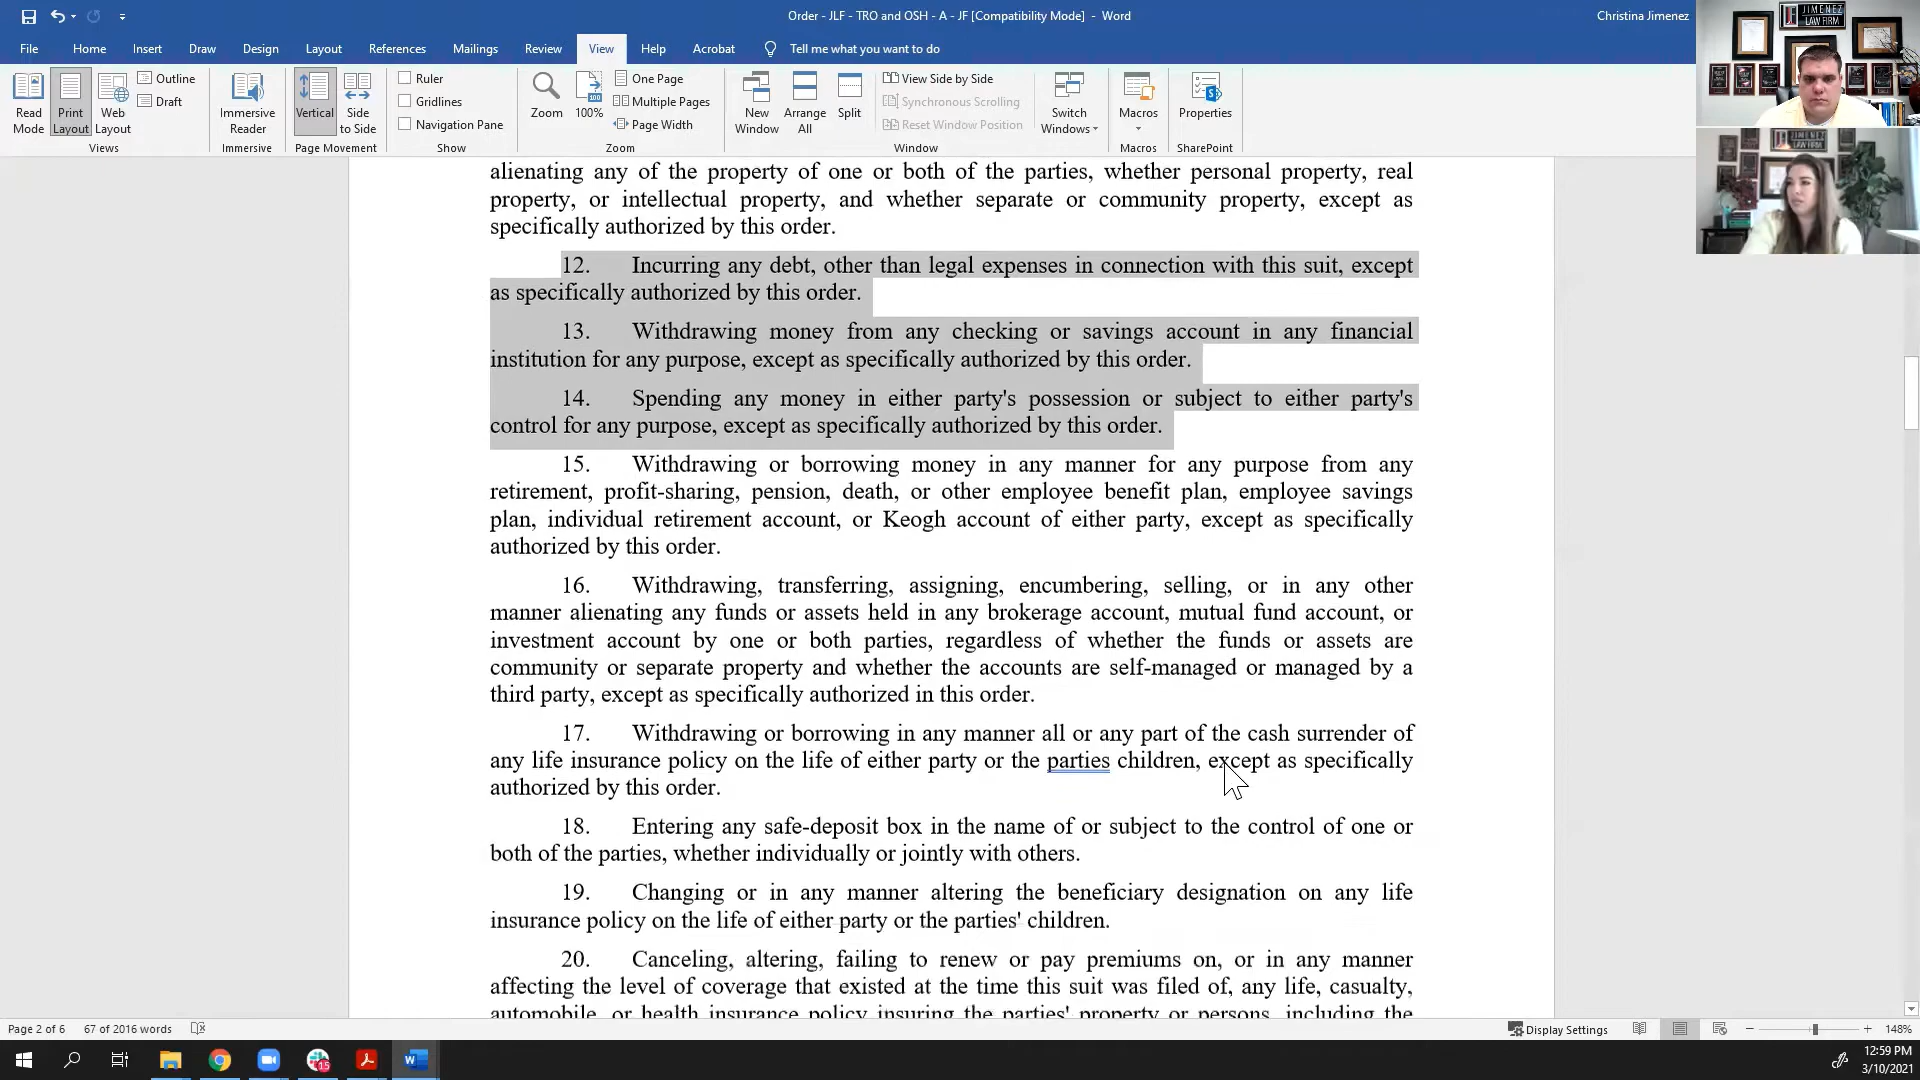 Order - JLF - TRO and OSH - A - JF [Compatibility Mode] - Word
Christina Jimenez
File Home Insert Draw Design Layout References Mailings Review View Help Acrobat Tell me what you want to do
Read Mode
Print Layout
Web Layout
Outline
Draft
Views
Immersive Reader
Immersive
Vertical
Side to Side
Page Movement
Ruler
Gridlines
Navigation Pane
Show
Zoom
100
100%
One Page
Multiple Pages
Page Width
Zoom
New Window
Arrange All
Split
View Side by Side
Synchronous Scrolling
Reset Window Position
Window
Switch Windows
Macros
Macros
Properties
SharePoint
JIMENEZ
LAW FIRM
JIMENEZ
LAW FIRM
alienating any of the property of one or both of the parties, whether personal property, real
property, or intellectual property, and whether separate or community property, except as
specifically authorized by this order.
12. Incurring any debt, other than legal expenses in connection with this suit, except
as specifically authorized by this order.
13. Withdrawing money from any checking or savings account in any financial
institution for any purpose, except as specifically authorized by this order.
14. Spending any money in either party's possession or subject to either party's
control for any purpose, except as specifically authorized by this order.
15. Withdrawing or borrowing money in any manner for any purpose from any
retirement, profit-sharing, pension, death, or other employee benefit plan, employee savings
plan, individual retirement account, or Keogh account of either party, except as specifically
authorized by this order.
16. Withdrawing, transferring, assigning, encumbering, selling, or in any other
manner alienating any funds or assets held in any brokerage account, mutual fund account, or
investment account by one or both parties, regardless of whether the funds or assets are
community or separate property and whether the accounts are self-managed or managed by a
third party, except as specifically authorized in this order.
17. Withdrawing or borrowing in any manner all or any part of the cash surrender of
any life insurance policy on the life of either party or the parties children, except as specifically
authorized by this order.
18. Entering any safe-deposit box in the name of or subject to the control of one or
both of the parties, whether individually or jointly with others.
19. Changing or in any manner altering the beneficiary designation on any life
insurance policy on the life of either party or the parties' children.
20. Canceling, altering, failing to renew or pay premiums on, or in any manner
affecting the level of coverage that existed at the time this suit was filed of, any life, casualty,
automobile, or health insurance policy insuring the parties' property or persons, including the
Page 2 of 6 67 of 2016 words
Display Settings
148%
15
12:59 PM
3/10/2021